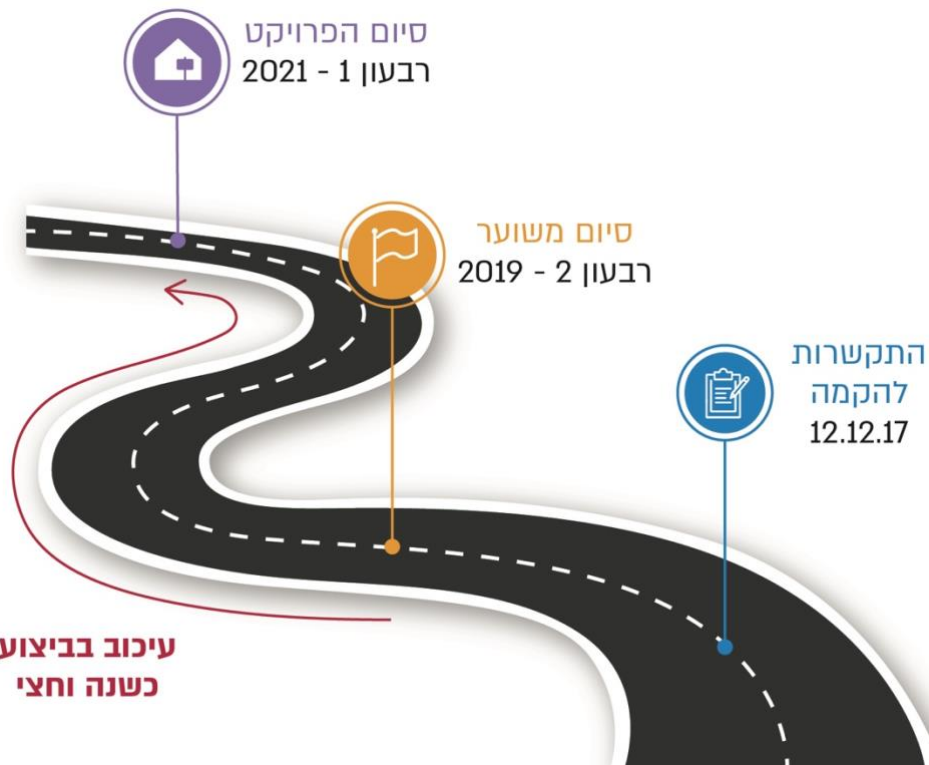 סיום הפרויקט
רבעון 1 - 2021
סיום משוער
רבעון 2 - 2019
התקשרות
להקמה
12.12.17
עיכוב בביצוע
כשנה וחצי